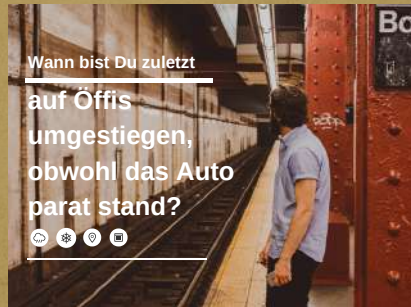 Wann bist Du zuletzt
auf Öffis
umgestiegen,
obwohl das Auto
parat stand?
Bo